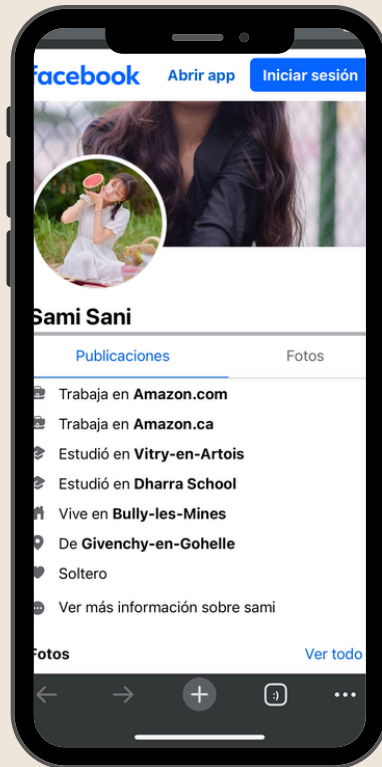 facebook Abrir app Iniciar sesión
Sami Sani
Publicaciones Fotos
Trabaja en Amazon.com
Trabaja en Amazon.ca
Estudió en Vitry-en-Artois
Estudió en Dharra School
Vive en Bully-les-Mines
De Givenchy-en-Gohelle
Soltero
Ver más información sobre sami
Fotos Ver todo
:)